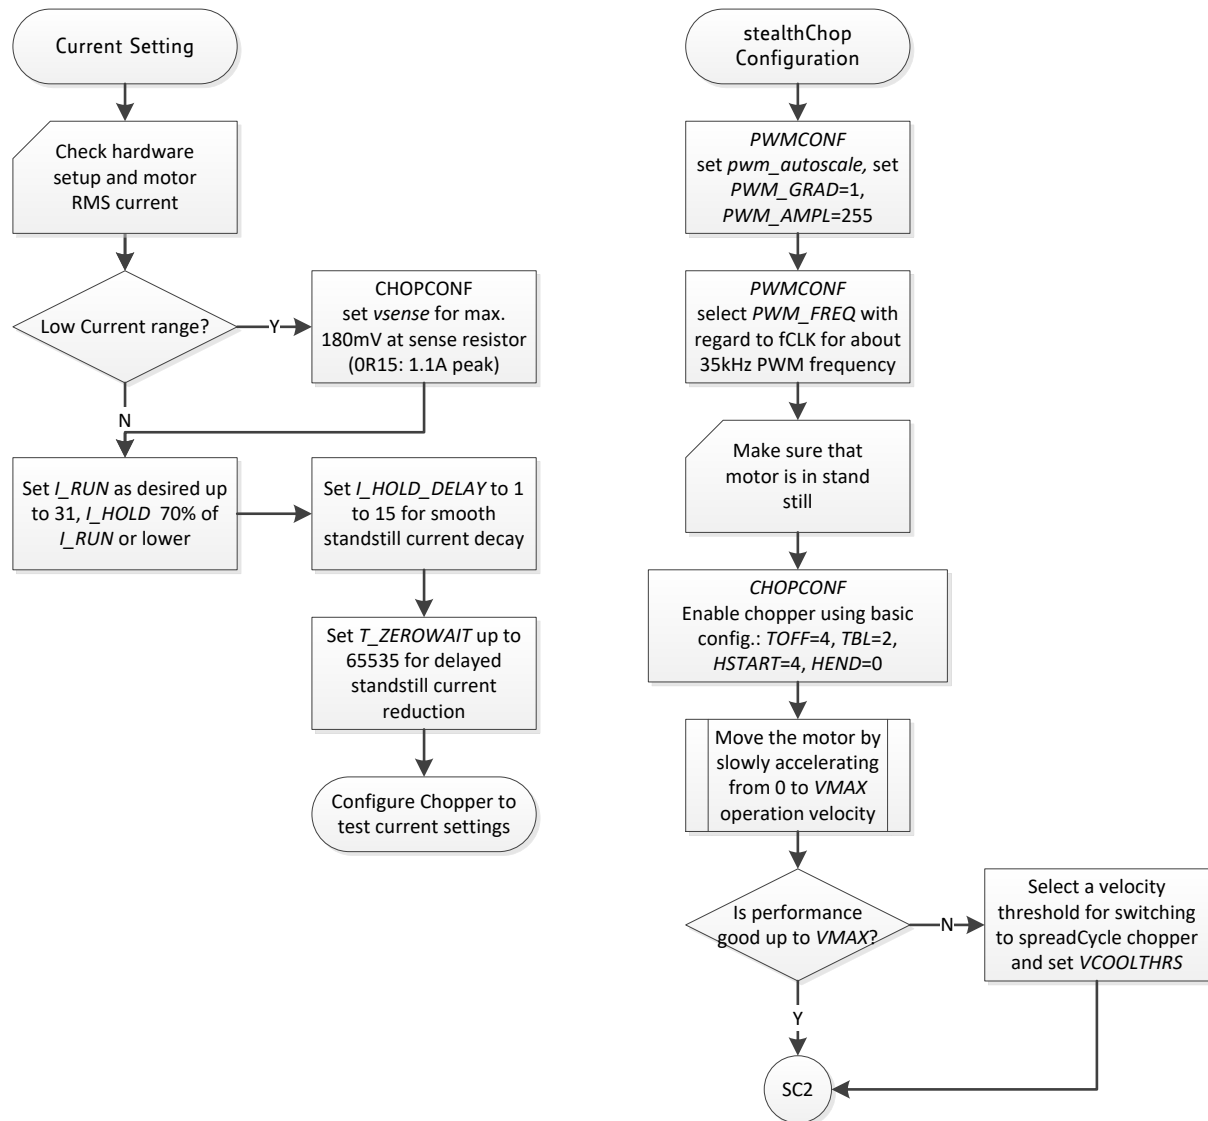 Current Setting
Check hardware
setup and motor
RMS current
Low Current range?
Y
CHOPCONF
set vsense for max.
180mV at sense resistor
(0R15: 1.1A peak)
N
Set I_RUN as desired up
to 31, I_HOLD 70% of
I_RUN or lower
Set I_HOLD_DELAY to 1
to 15 for smooth
standstill current decay
Set T_ZEROWAIT up to
65535 for delayed
standstill current
reduction
Configure Chopper to
test current settings
stealthChop
Configuration
PWMCONF
set pwm_autoscale, set
PWM_GRAD=1,
PWM_AMPL=255
PWMCONF
select PWM_FREQ with
regard to fCLK for about
35kHz PWM frequency
Make sure that
motor is in stand
still
CHOPCONF
Enable chopper using basic
config.: TOFF=4, TBL=2,
HSTART=4, HEND=0
Move the motor by
slowly accelerating
from 0 to VMAX
operation velocity
Is performance
good up to VMAX?
N
Select a velocity
threshold for switching
to spreadCycle chopper
and set VCOOLTHRS
Y
SC2